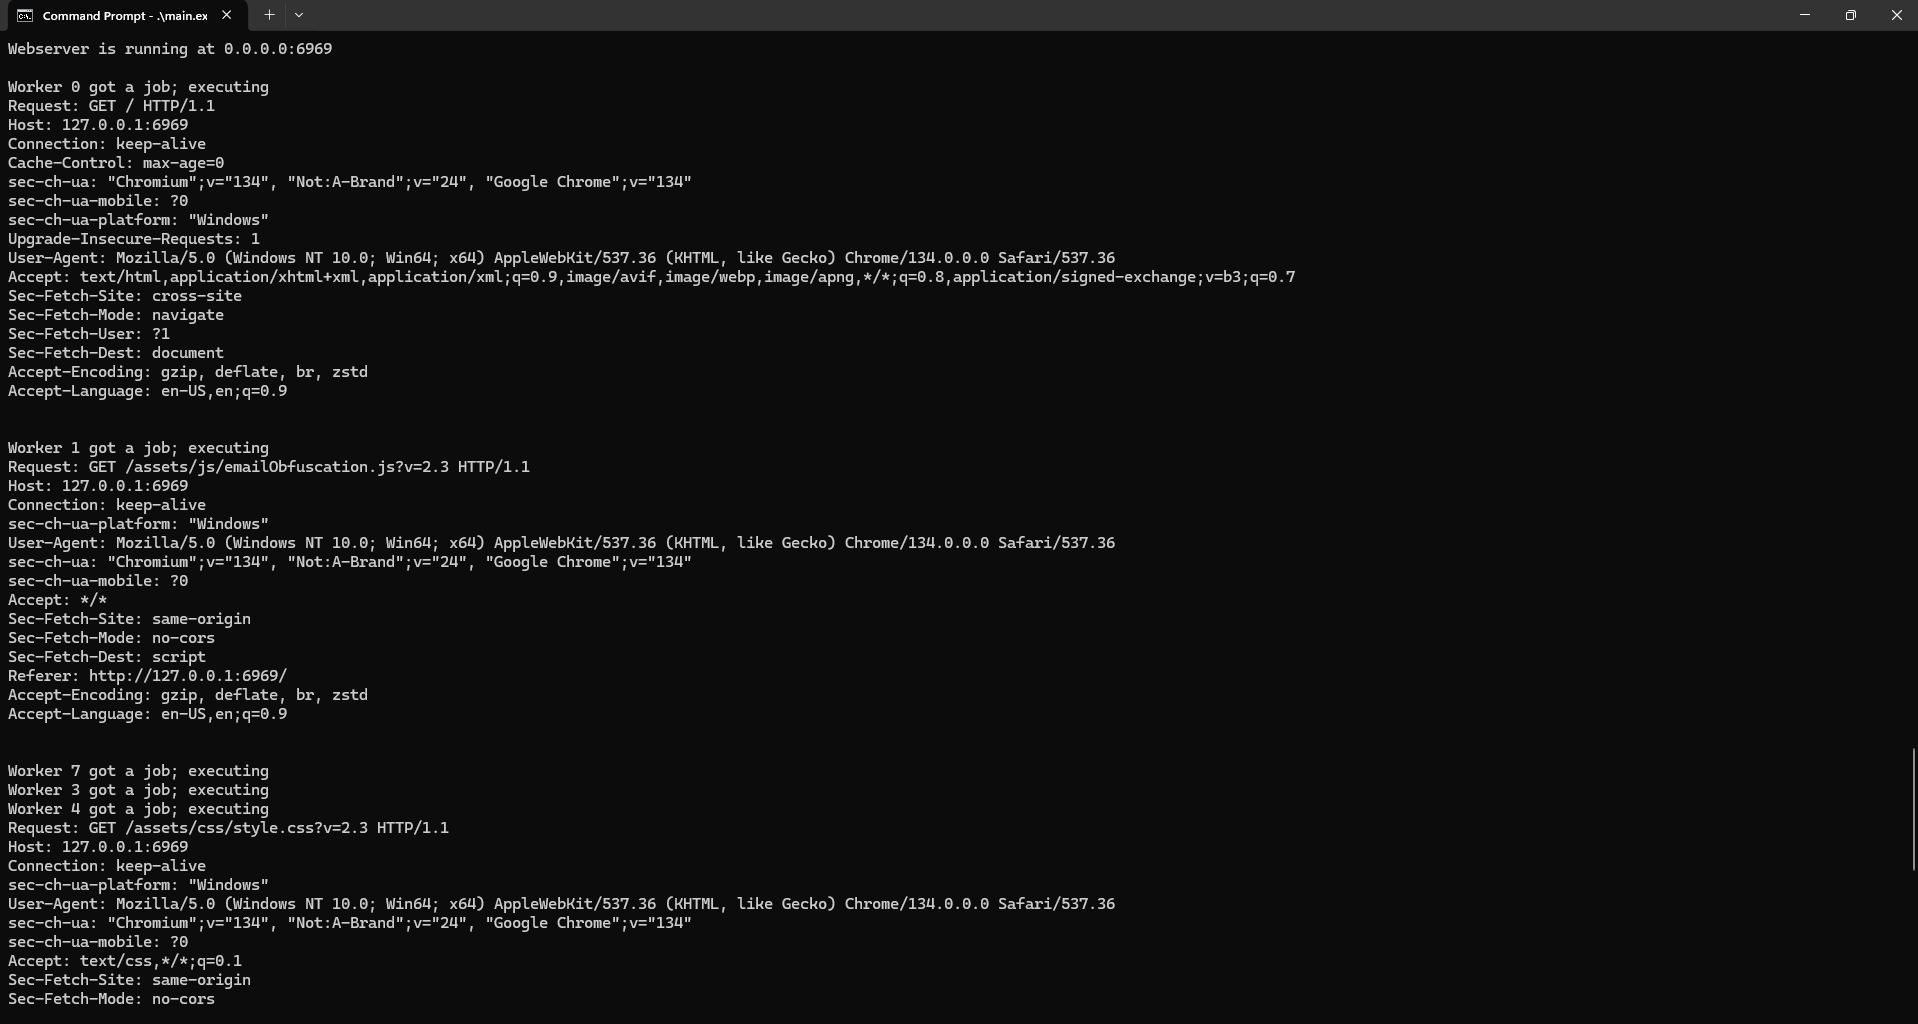 Command Prompt - .\main.ex
Webserver is running at 0.0.0.0:6969
Worker 0 got a job; executing
Request: GET / HTTP/1.1
Host: 127.0.0.1:6969
Connection: keep-alive
Cache-Control: max-age=0
sec-ch-ua: "Chromium";v="134", "Not:A-Brand";v="24", "Google Chrome";v="134"
sec-ch-ua-mobile: ?0
sec-ch-ua-platform: "Windows"
Upgrade-Insecure-Requests: 1
User-Agent: Mozilla/5.0 (Windows NT 10.0; Win64; x64) AppleWebKit/537.36 (KHTML, like Gecko) Chrome/134.0.0.0 Safari/537.36
Accept: text/html,application/xhtml+xml,application/xml;q=0.9,image/avif,image/webp,image/apng,*/*;q=0.8,application/signed-exchange;v=b3;q=0.7
Sec-Fetch-Site: cross-site
Sec-Fetch-Mode: navigate
Sec-Fetch-User: ?1
Sec-Fetch-Dest: document
Accept-Encoding: gzip, deflate, br, zstd
Accept-Language: en-US,en;q=0.9
Worker 1 got a job; executing
Request: GET /assets/js/emailObfuscation.js?v=2.3 HTTP/1.1
Host: 127.0.0.1:6969
Connection: keep-alive
sec-ch-ua-platform: "Windows"
User-Agent: Mozilla/5.0 (Windows NT 10.0; Win64; x64) AppleWebKit/537.36 (KHTML, like Gecko) Chrome/134.0.0.0 Safari/537.36
sec-ch-ua: "Chromium";v="134", "Not:A-Brand";v="24", "Google Chrome";v="134"
sec-ch-ua-mobile: ?0
Accept: */*
Sec-Fetch-Site: same-origin
Sec-Fetch-Mode: no-cors
Sec-Fetch-Dest: script
Referer: http://127.0.0.1:6969/
Accept-Encoding: gzip, deflate, br, zstd
Accept-Language: en-US,en;q=0.9
Worker 7 got a job; executing
Worker 3 got a job; executing
Worker 4 got a job; executing
Request: GET /assets/css/style.css?v=2.3 HTTP/1.1
Host: 127.0.0.1:6969
Connection: keep-alive
sec-ch-ua-platform: "Windows"
User-Agent: Mozilla/5.0 (Windows NT 10.0; Win64; x64) AppleWebKit/537.36 (KHTML, like Gecko) Chrome/134.0.0.0 Safari/537.36
sec-ch-ua: "Chromium";v="134", "Not:A-Brand";v="24", "Google Chrome";v="134"
sec-ch-ua-mobile: ?0
Accept: text/css,*/*;q=0.1
Sec-Fetch-Site: same-origin
Sec-Fetch-Mode: no-cors